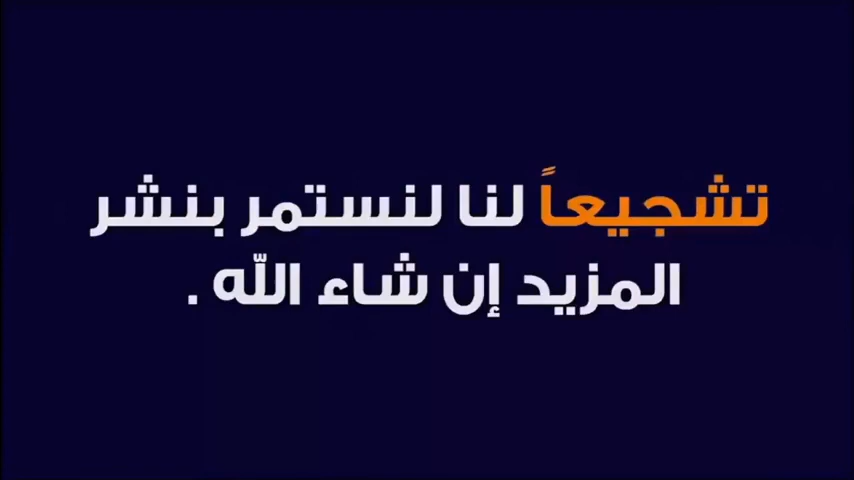 تشجيعاً لنا لنستمر بنشر
المزيد إن شاء الله .